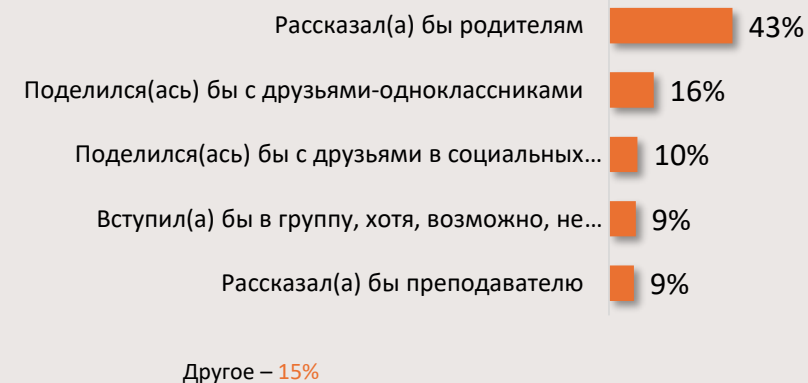 Рассказал(а) бы родителям 43%
Поделился(ась) бы с друзьями-одноклассниками 16%
Поделился(ась) бы с друзьями в социальных… 10%
Вступил(а) бы в группу, хотя, возможно, не… 9%
Рассказал(а) бы преподавателю 9%
Другое – 15%